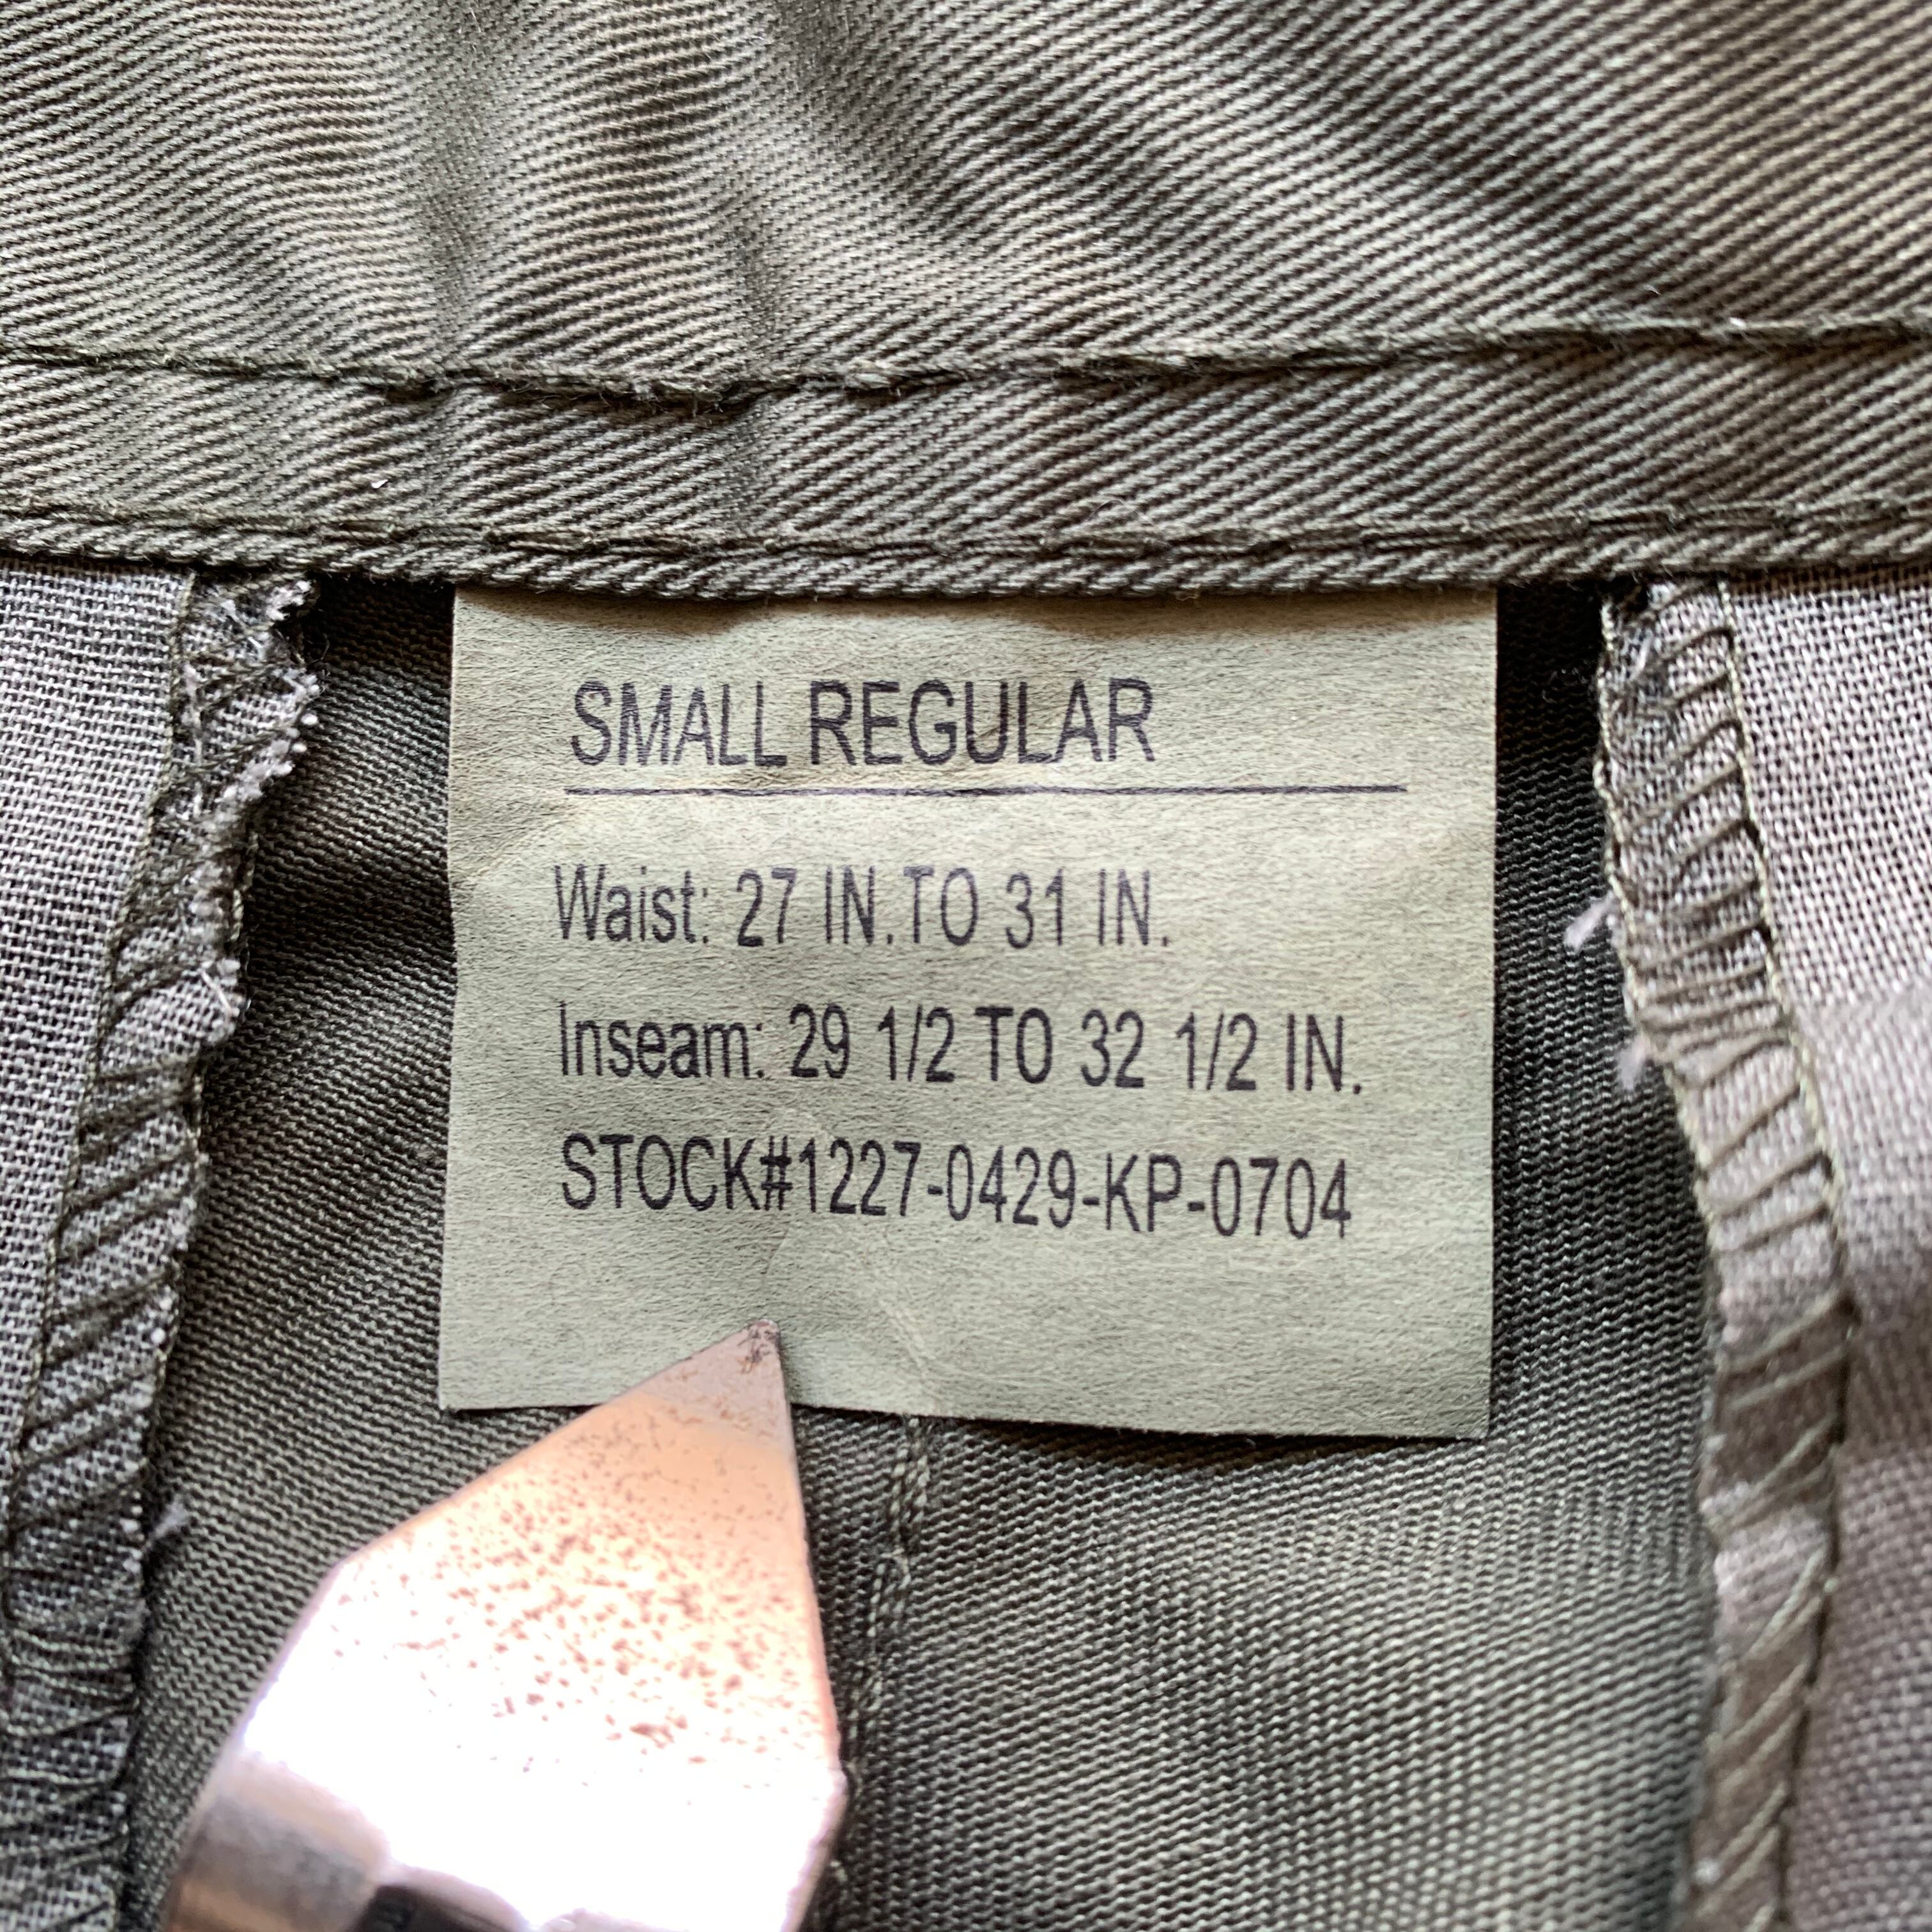 SMALL REGULAR
Waist: 27 IN.TO 31 IN.
Inseam: 29 1/2 TO 32 1/2 IN.
STOCK#1227-0429-KP-0704